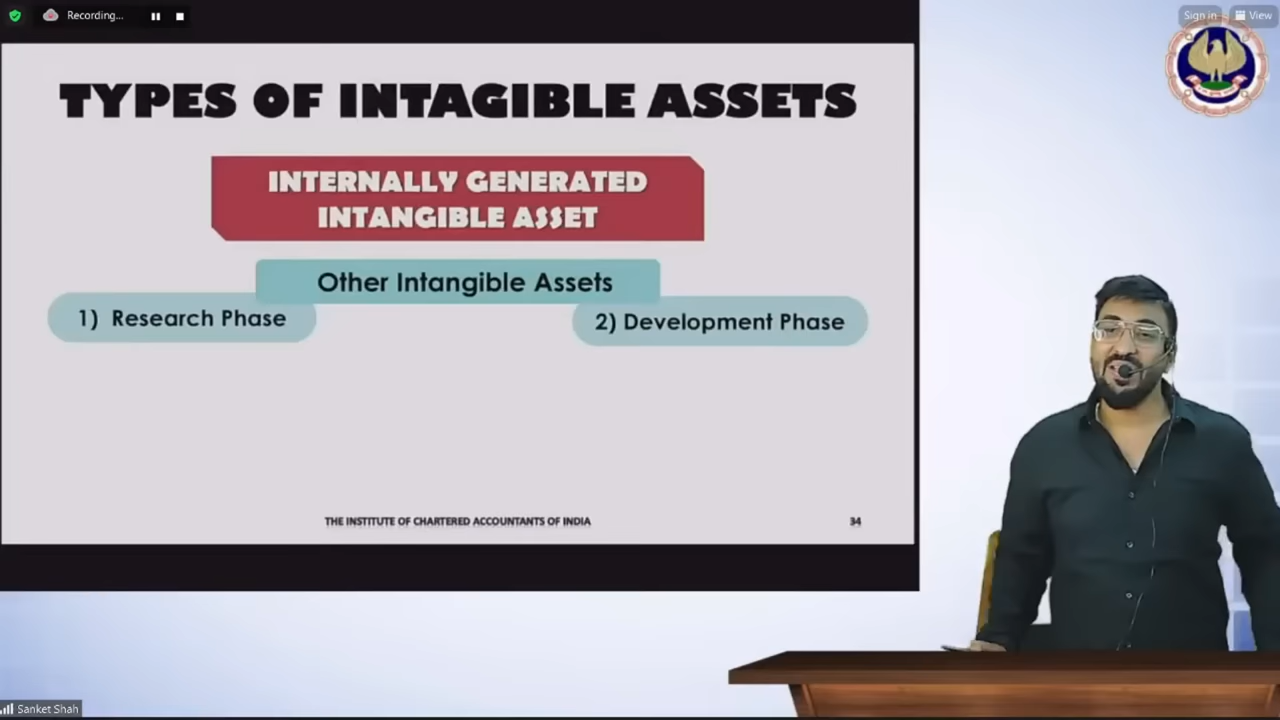 Recording...
Sign in
View
TYPES OF INTAGIBLE ASSETS
INTERNALLY GENERATED
INTANGIBLE ASSET
Other Intangible Assets
1) Research Phase
2) Development Phase
THE INSTITUTE OF CHARTERED ACCOUNTANTS OF INDIA
34
Sanket Shah